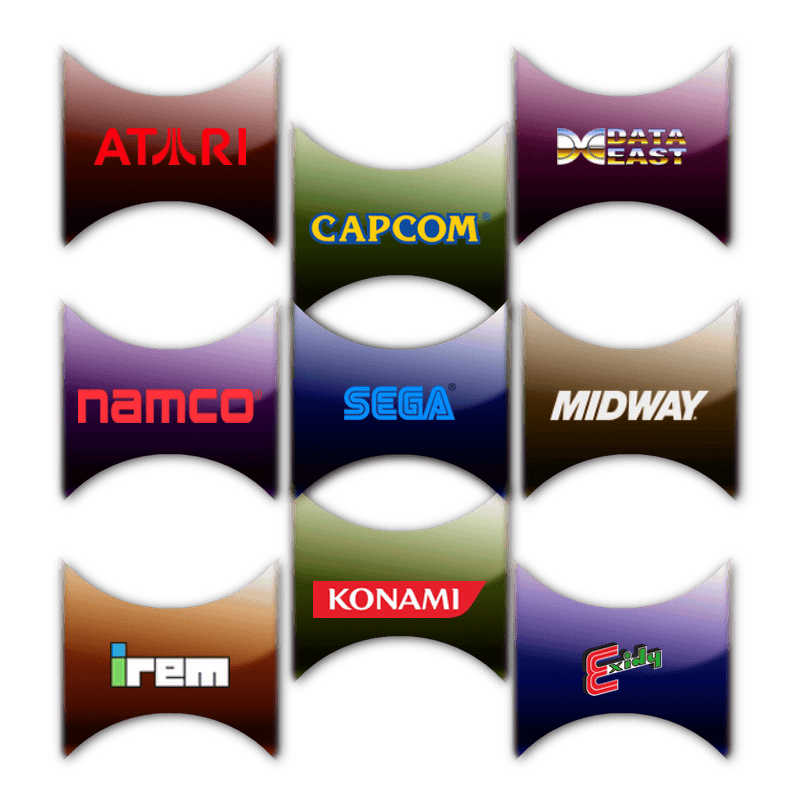 ATARI
DATA
EAST
CAPCOM®
namco®
SEGA®
MIDWAY.
irem
KONAMI
Exidy